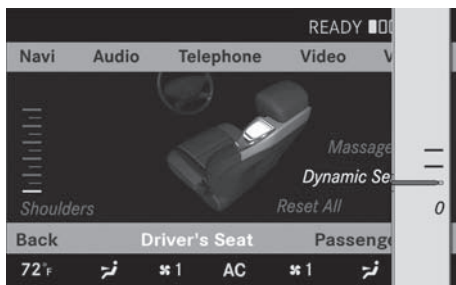 READY
Navi Audio Telephone Video V
Massage
Dynamic Se
Shoulders Reset All 0
Back Driver's Seat Passenge
72°F 1 AC 1